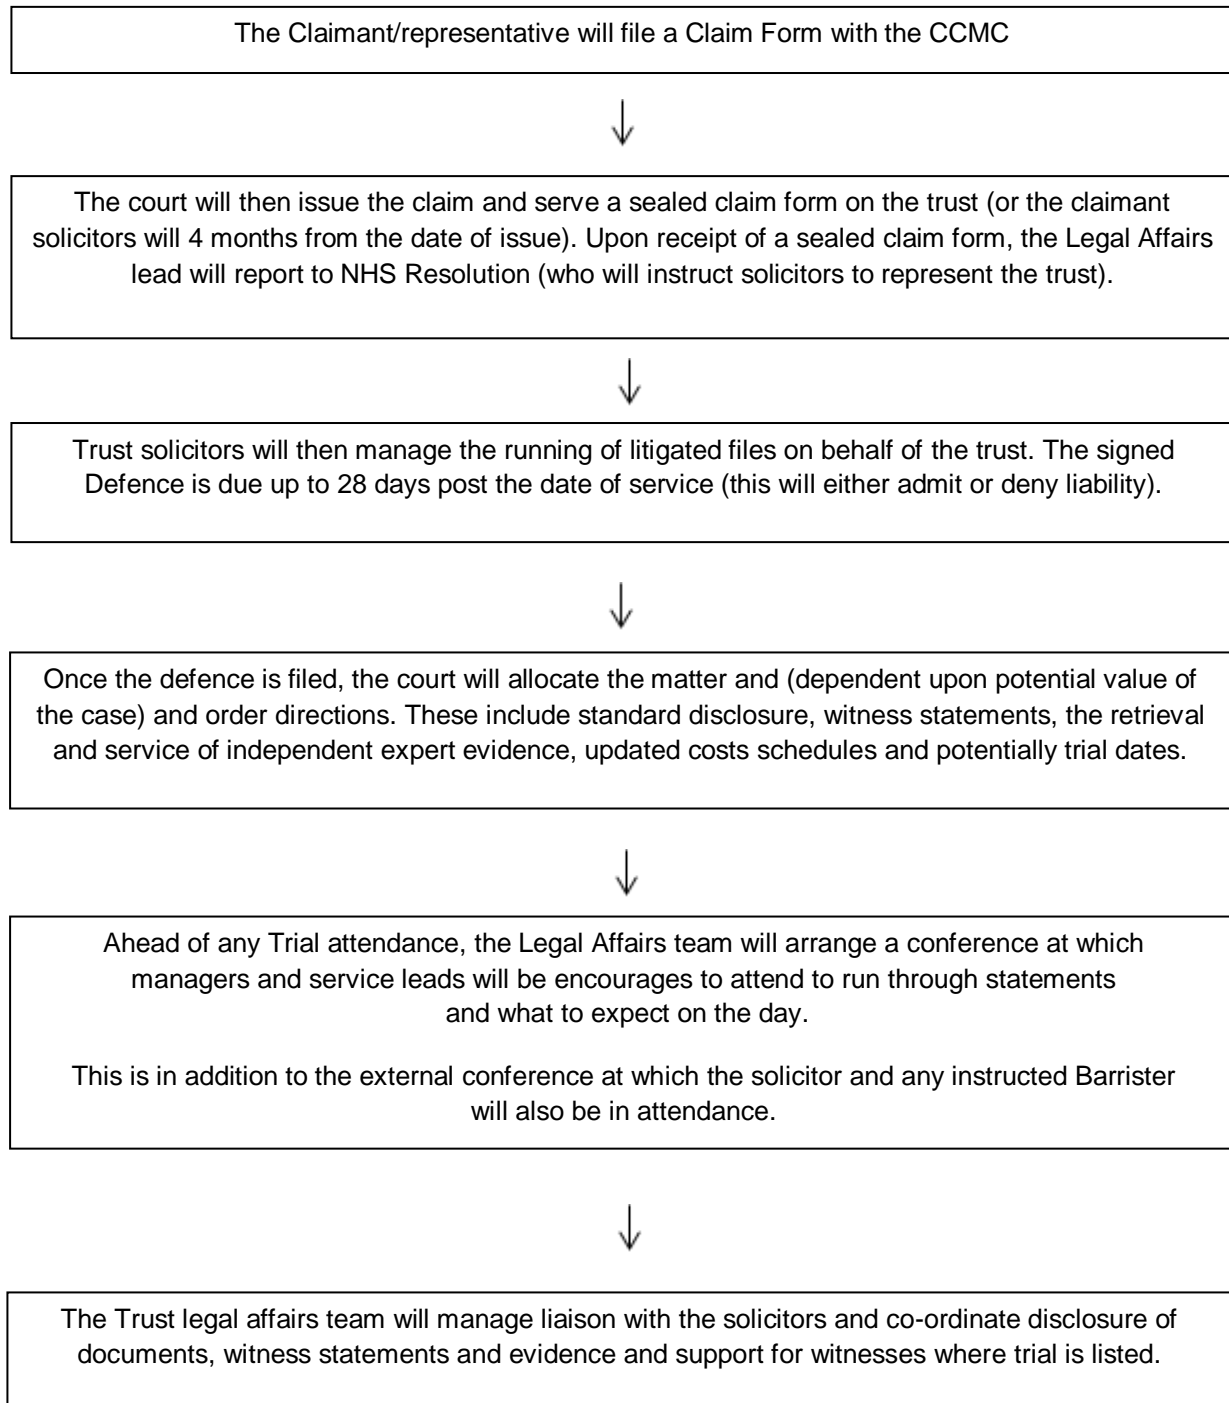 The Claimant/representative will file a Claim Form with the CCMC
The court will then issue the claim and serve a sealed claim form on the trust (or the claimant
solicitors will 4 months from the date of issue). Upon receipt of a sealed claim form, the Legal Affairs
lead will report to NHS Resolution (who will instruct solicitors to represent the trust).
Trust solicitors will then manage the running of litigated files on behalf of the trust. The signed
Defence is due up to 28 days post the date of service (this will either admit or deny liability).
Once the defence is filed, the court will allocate the matter and (dependent upon potential value of
the case) and order directions. These include standard disclosure, witness statements, the retrieval
and service of independent expert evidence, updated costs schedules and potentially trial dates.
Ahead of any Trial attendance, the Legal Affairs team will arrange a conference at which
managers and service leads will be encourages to attend to run through statements
and what to expect on the day.
This is in addition to the external conference at which the solicitor and any instructed Barrister
will also be in attendance.
The Trust legal affairs team will manage liaison with the solicitors and co-ordinate disclosure of
documents, witness statements and evidence and support for witnesses where trial is listed.